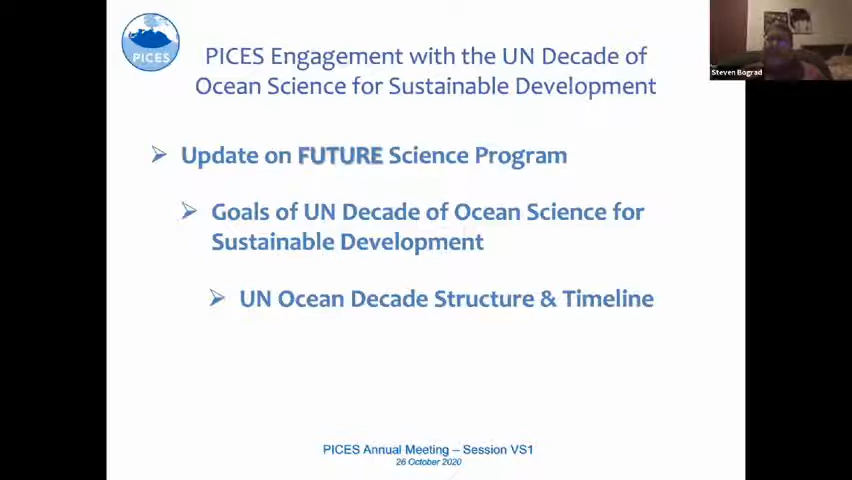 PICES
PICES Engagement with the UN Decade of
Ocean Science for Sustainable Development
Steven Bograd
Update on FUTURE Science Program
Goals of UN Decade of Ocean Science for
Sustainable Development
UN Ocean Decade Structure & Timeline
PICES Annual Meeting – Session VS1
26 October 2020